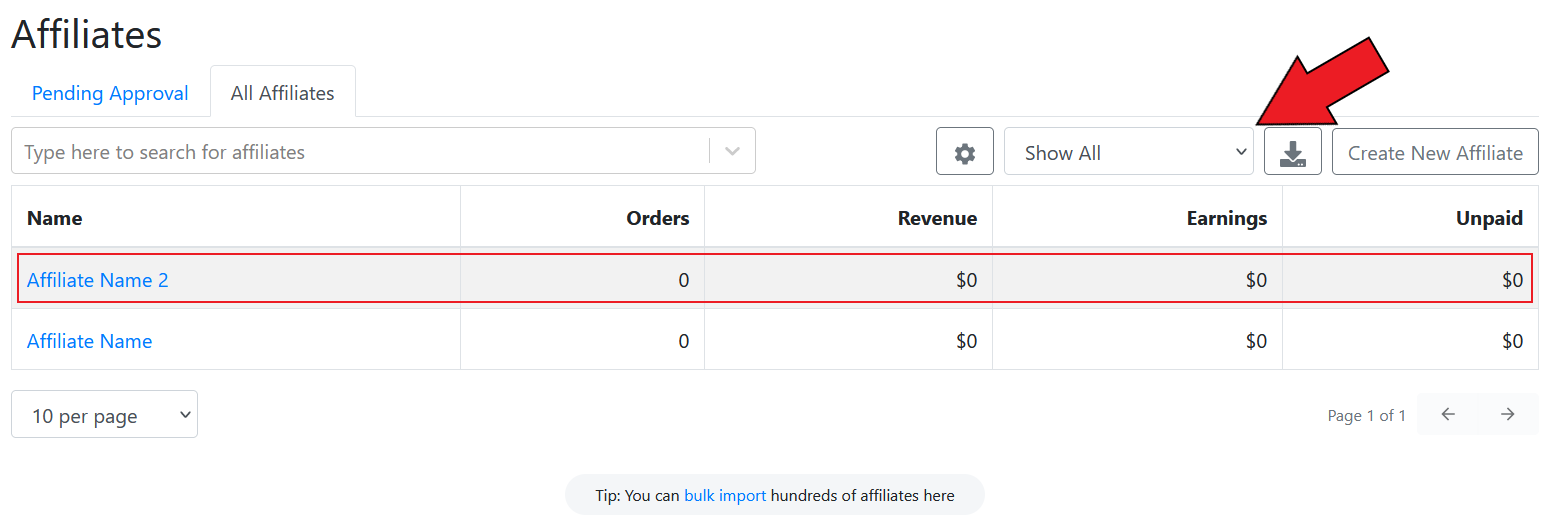 Affiliates
Pending Approval All Affiliates
Type here to search for affiliates Show All Create New Affiliate
Name Orders Revenue Earnings Unpaid
Affiliate Name 2 0 $0 $0 $0
Affiliate Name 0 $0 $0 $0
10 per page Page 1 of 1
Tip: You can bulk import hundreds of affiliates here